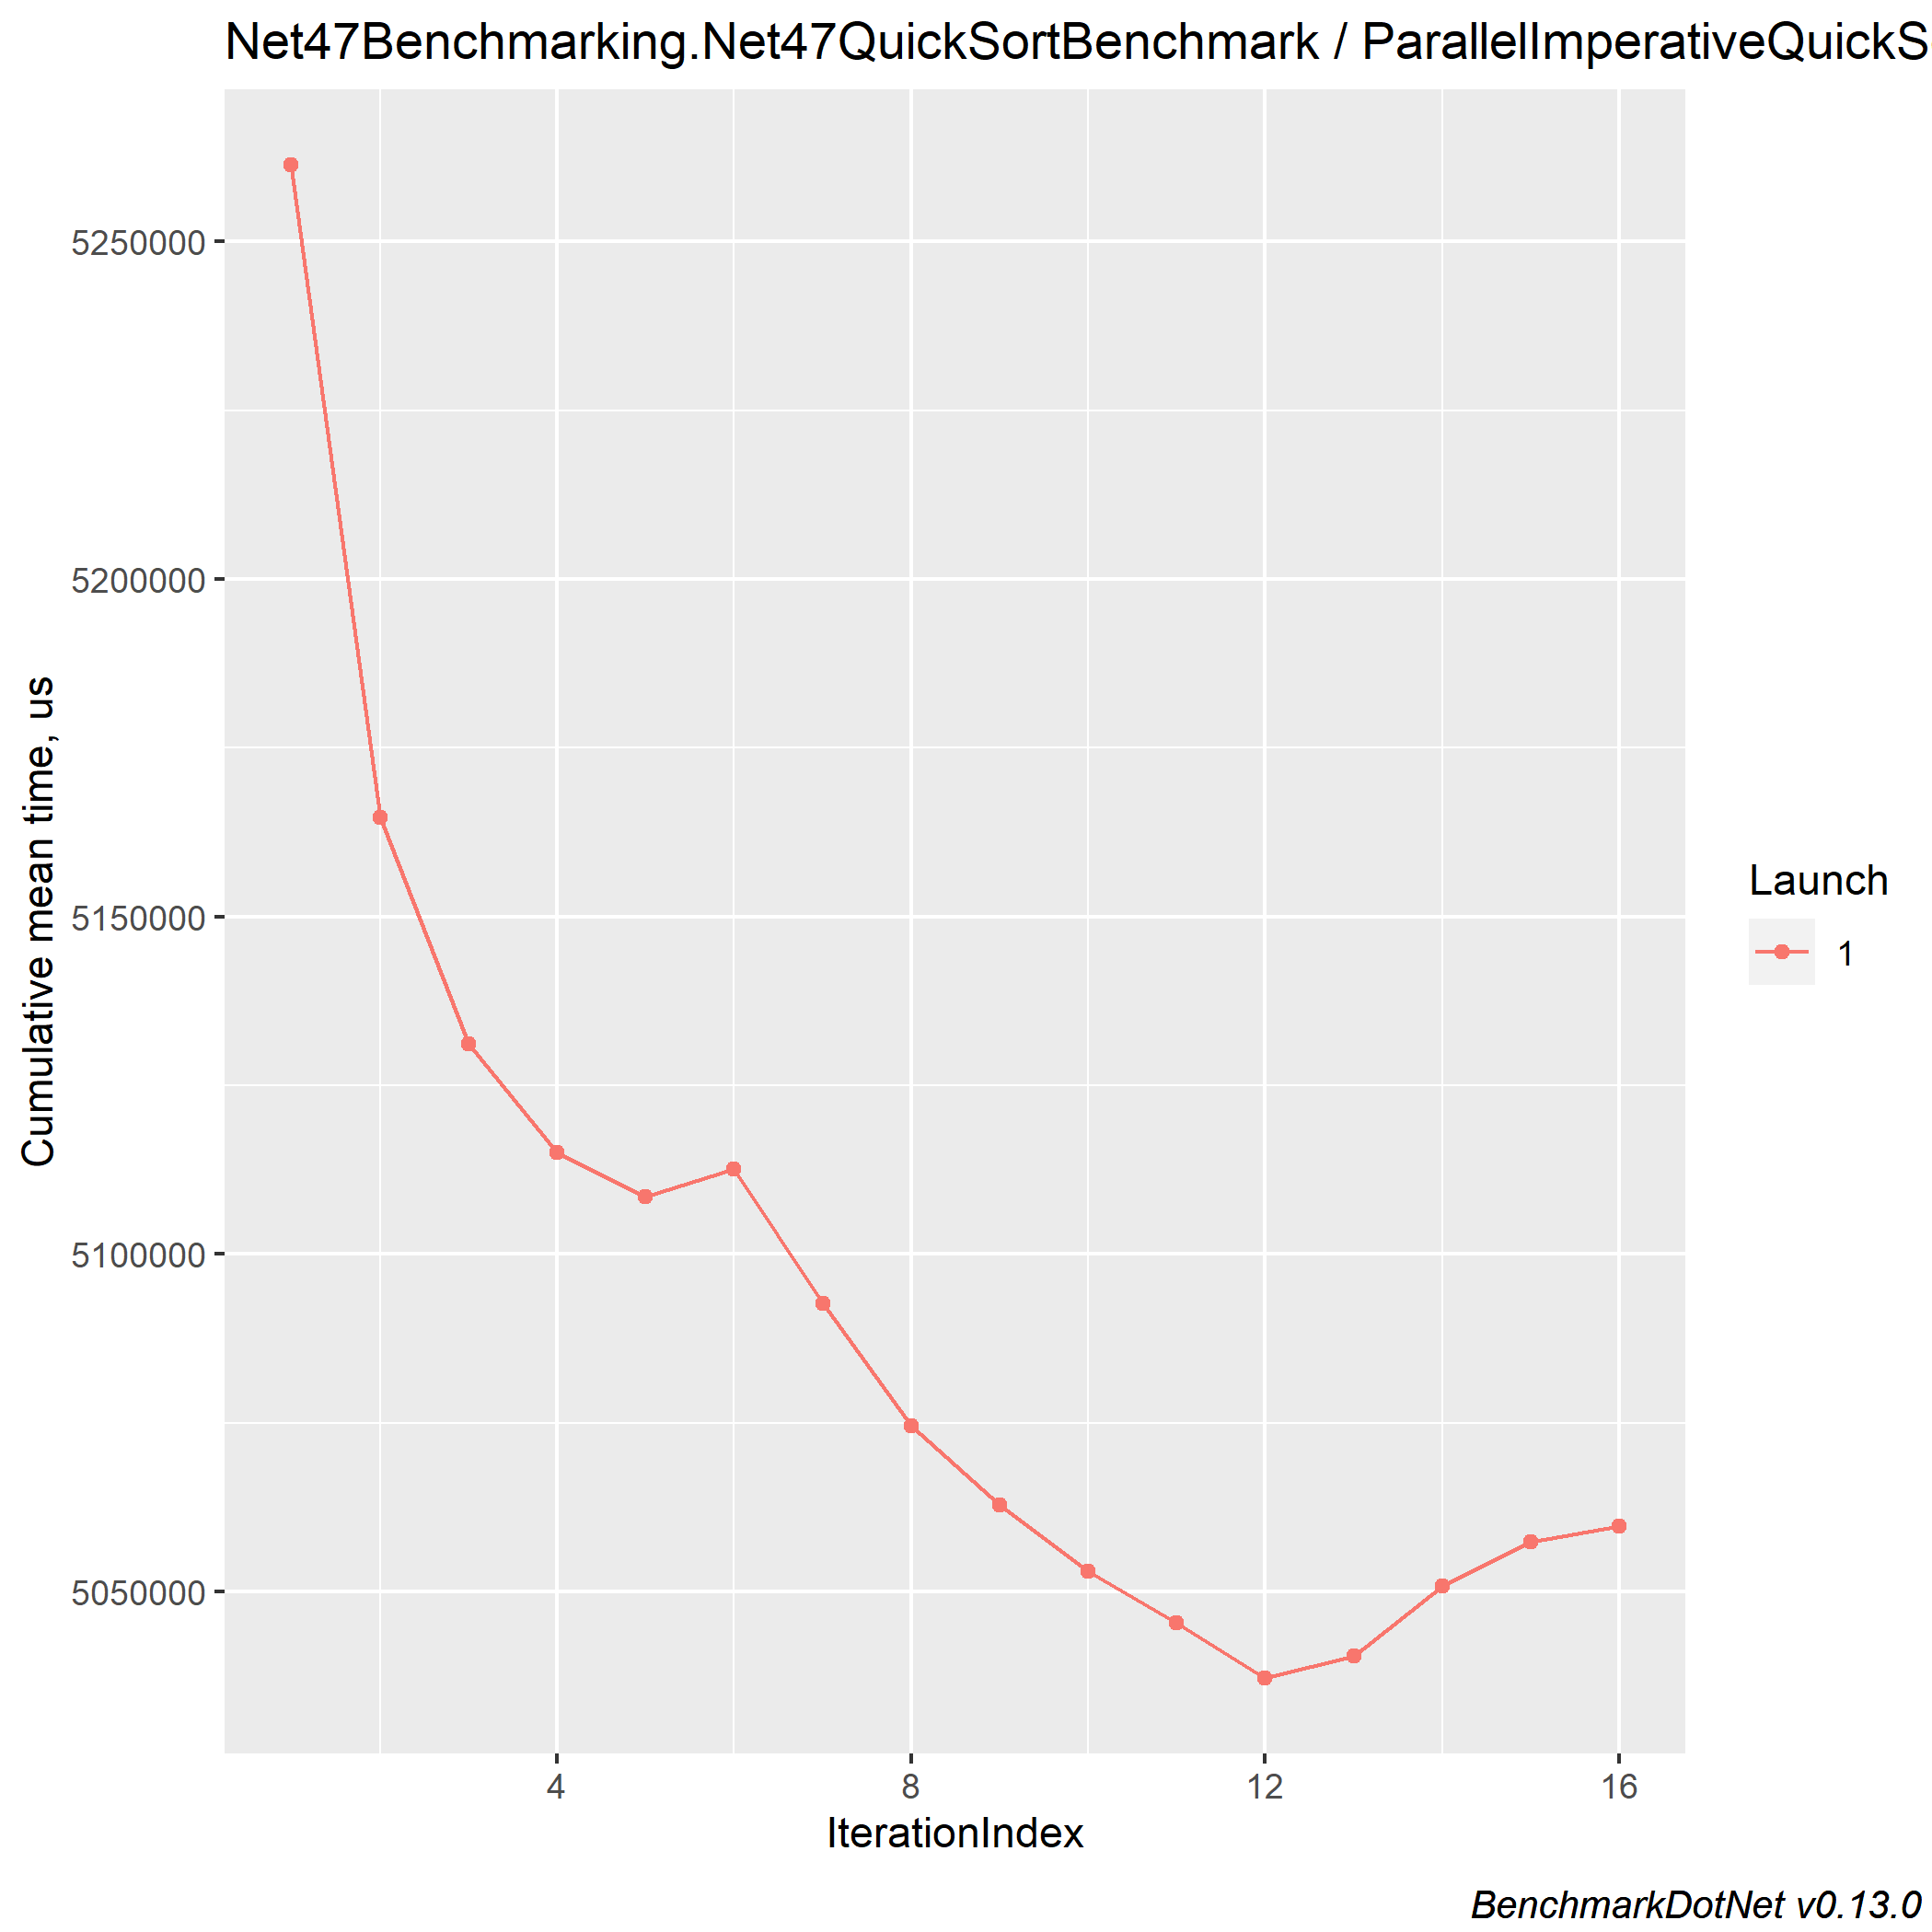 Net47Benchmarking.Net47QuickSortBenchmark / ParallelImperativeQuickS
5250000
5200000
5150000
5100000
5050000
Cumulative mean time, us
4 8 12 16
IterationIndex
Launch
1
BenchmarkDotNet v0.13.0